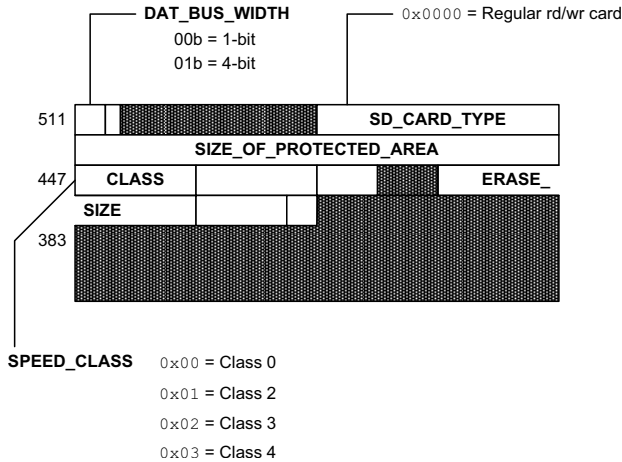 DAT_BUS_WIDTH
00b = 1-bit
01b = 4-bit
0x0000 = Regular rd/wr card
511 SD_CARD_TYPE
SIZE_OF_PROTECTED_AREA
447 CLASS ERASE_
SIZE
383
SPEED_CLASS 0x00 = Class 0
0x01 = Class 2
0x02 = Class 3
0x03 = Class 4